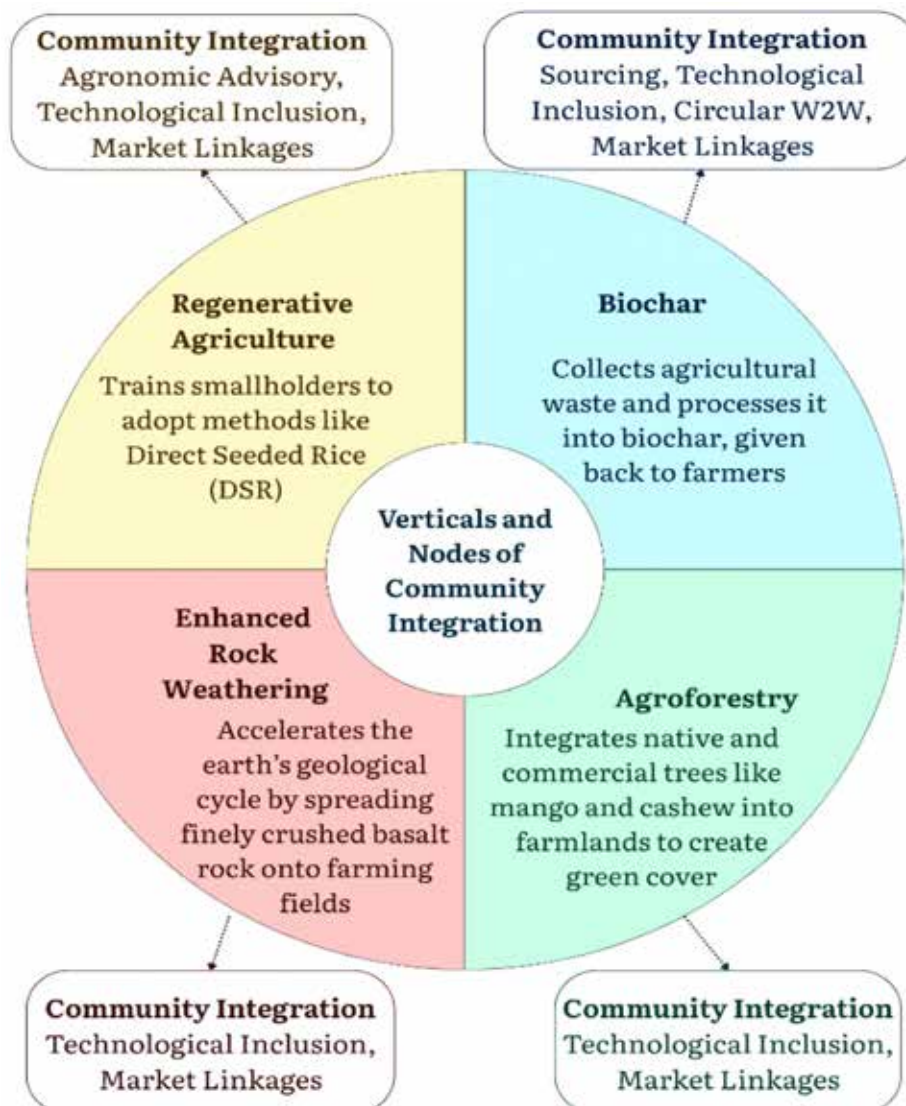 Community Integration
Agronomic Advisory,
Technological Inclusion,
Market Linkages
Community Integration
Sourcing, Technological
Inclusion, Circular W2W,
Market Linkages
Regenerative
Agriculture
Trains smallholders to
adopt methods like
Direct Seeded Rice
(DSR)
Biochar
Collects agricultural
waste and processes it
into biochar, given
back to farmers
Verticals and
Nodes of
Community
Integration
Enhanced
Rock
Weathering
Accelerates the
earth's geological
cycle by spreading
finely crushed basalt
rock onto farming
fields
Agroforestry
Integrates native and
commercial trees like
mango and cashew into
farmlands to create
green cover
Community Integration
Technological Inclusion,
Market Linkages
Community Integration
Technological Inclusion,
Market Linkages